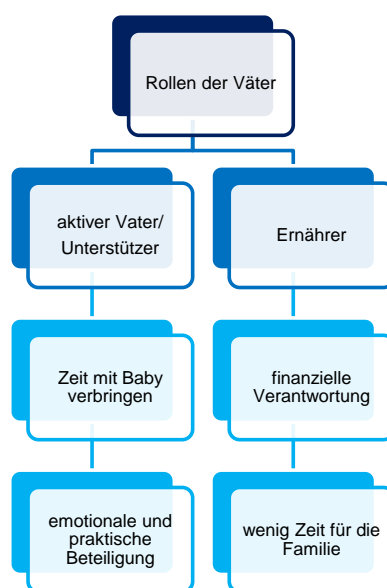 Rollen der Väter
aktiver Vater/
Unterstützer
Ernährer
Zeit mit Baby
verbringen
finanzielle
Verantwortung
emotionale und
praktische
Beteiligung
wenig Zeit für die
Familie